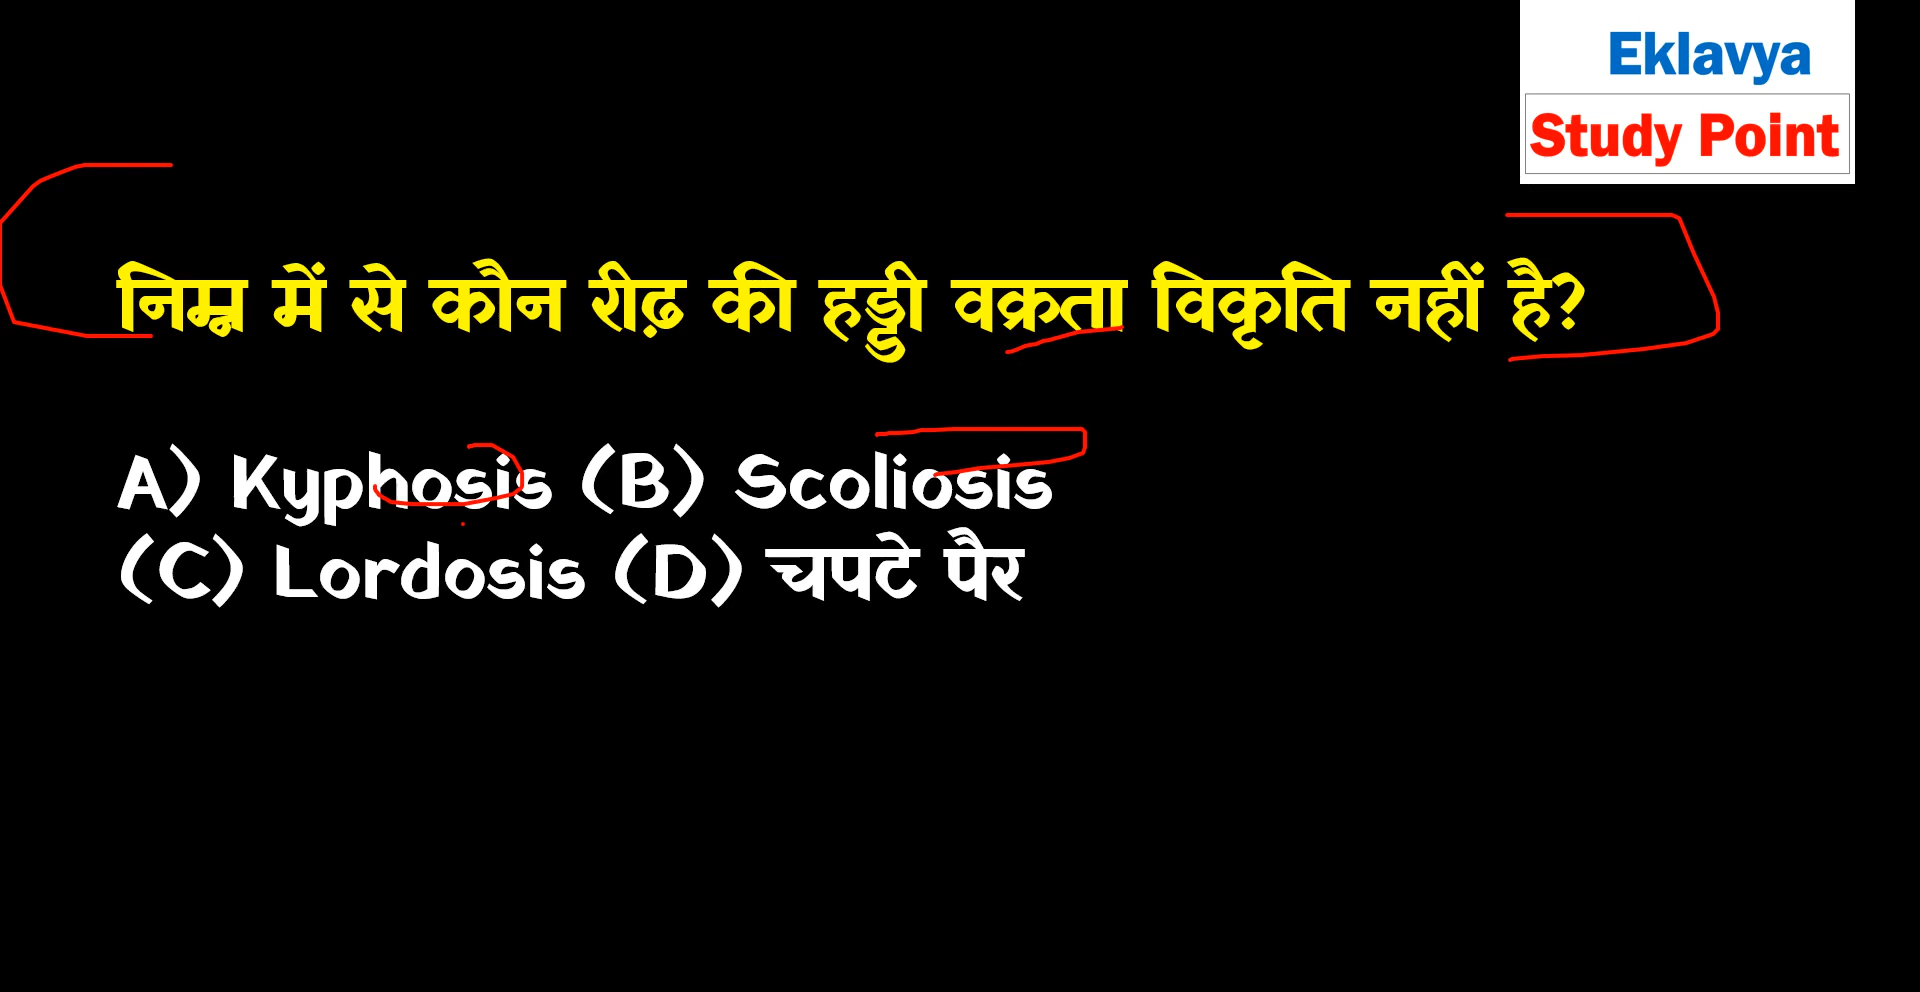 Eklavya
Study Point
निम्न में से कौन रीढ़ की हड्डी वक्रता विकृति नहीं है?
A) Kyphosis (B) Scoliosis
(C) Lordosis (D) चपटे पैर